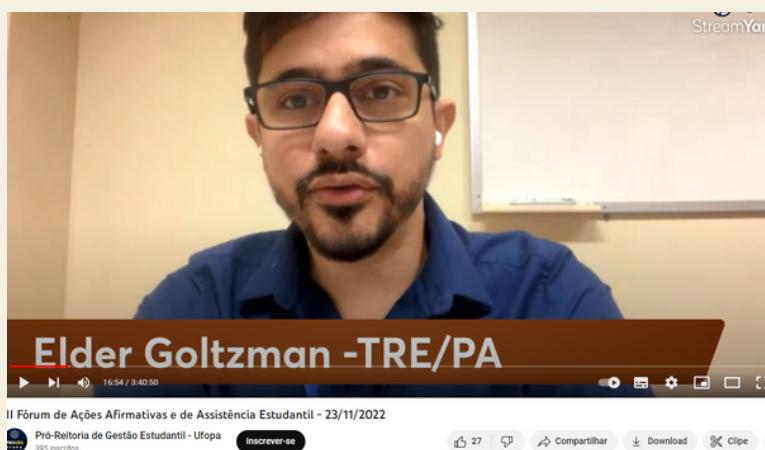 StreamYar
Elder Goltzman -TRE/PA
16:54 / 3:40:50
II Fórum de Ações Afirmativas e de Assistência Estudantil - 23/11/2022
Pró-Reitoria de Gestão Estudantil - Ufopa
395 inscritos
Inscrever-se
27
Compartilhar
Download
Clipe